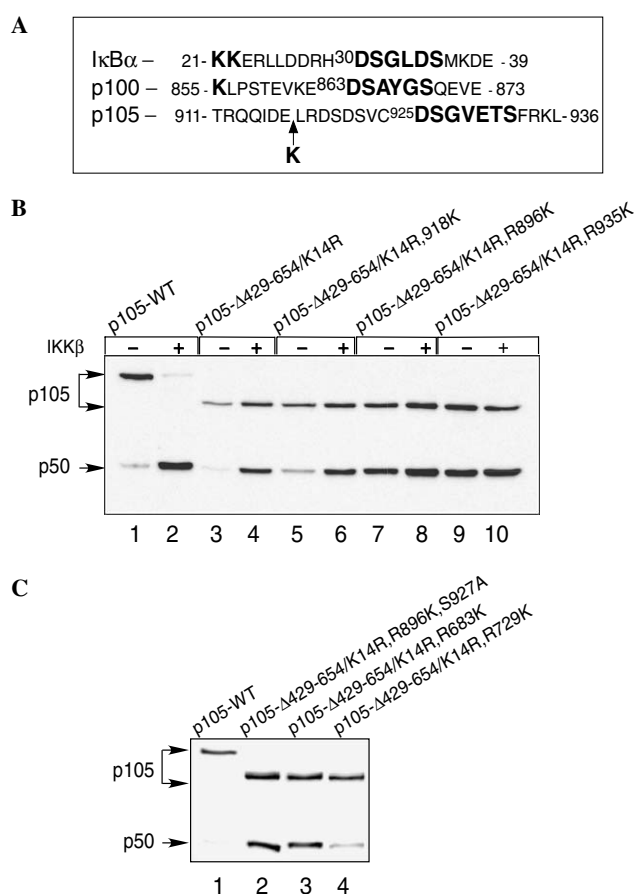 A
IκBα – 21- KKERLLDDRH30DSGLDSMKDE - 39
p100 – 855 - KLPSTEVKE863DSAYGSQEVE - 873
p105 – 911- TRQQIDELRDSDSVC925DSGVETSFRKL- 936
K
B
p105-WT
p105-Δ429-654/K14R
p105-Δ429-654/K14R,918K
p105-Δ429-654/K14R,R896K
p105-Δ429-654/K14R,R935K
IKKβ – + – + – + – + – +
p105
p50
1 2 3 4 5 6 7 8 9 10
C
p105-WT
p105-Δ429-654/K14R,R896K,S927A
p105-Δ429-654/K14R,R683K
p105-Δ429-654/K14R,R729K
p105
p50
1 2 3 4